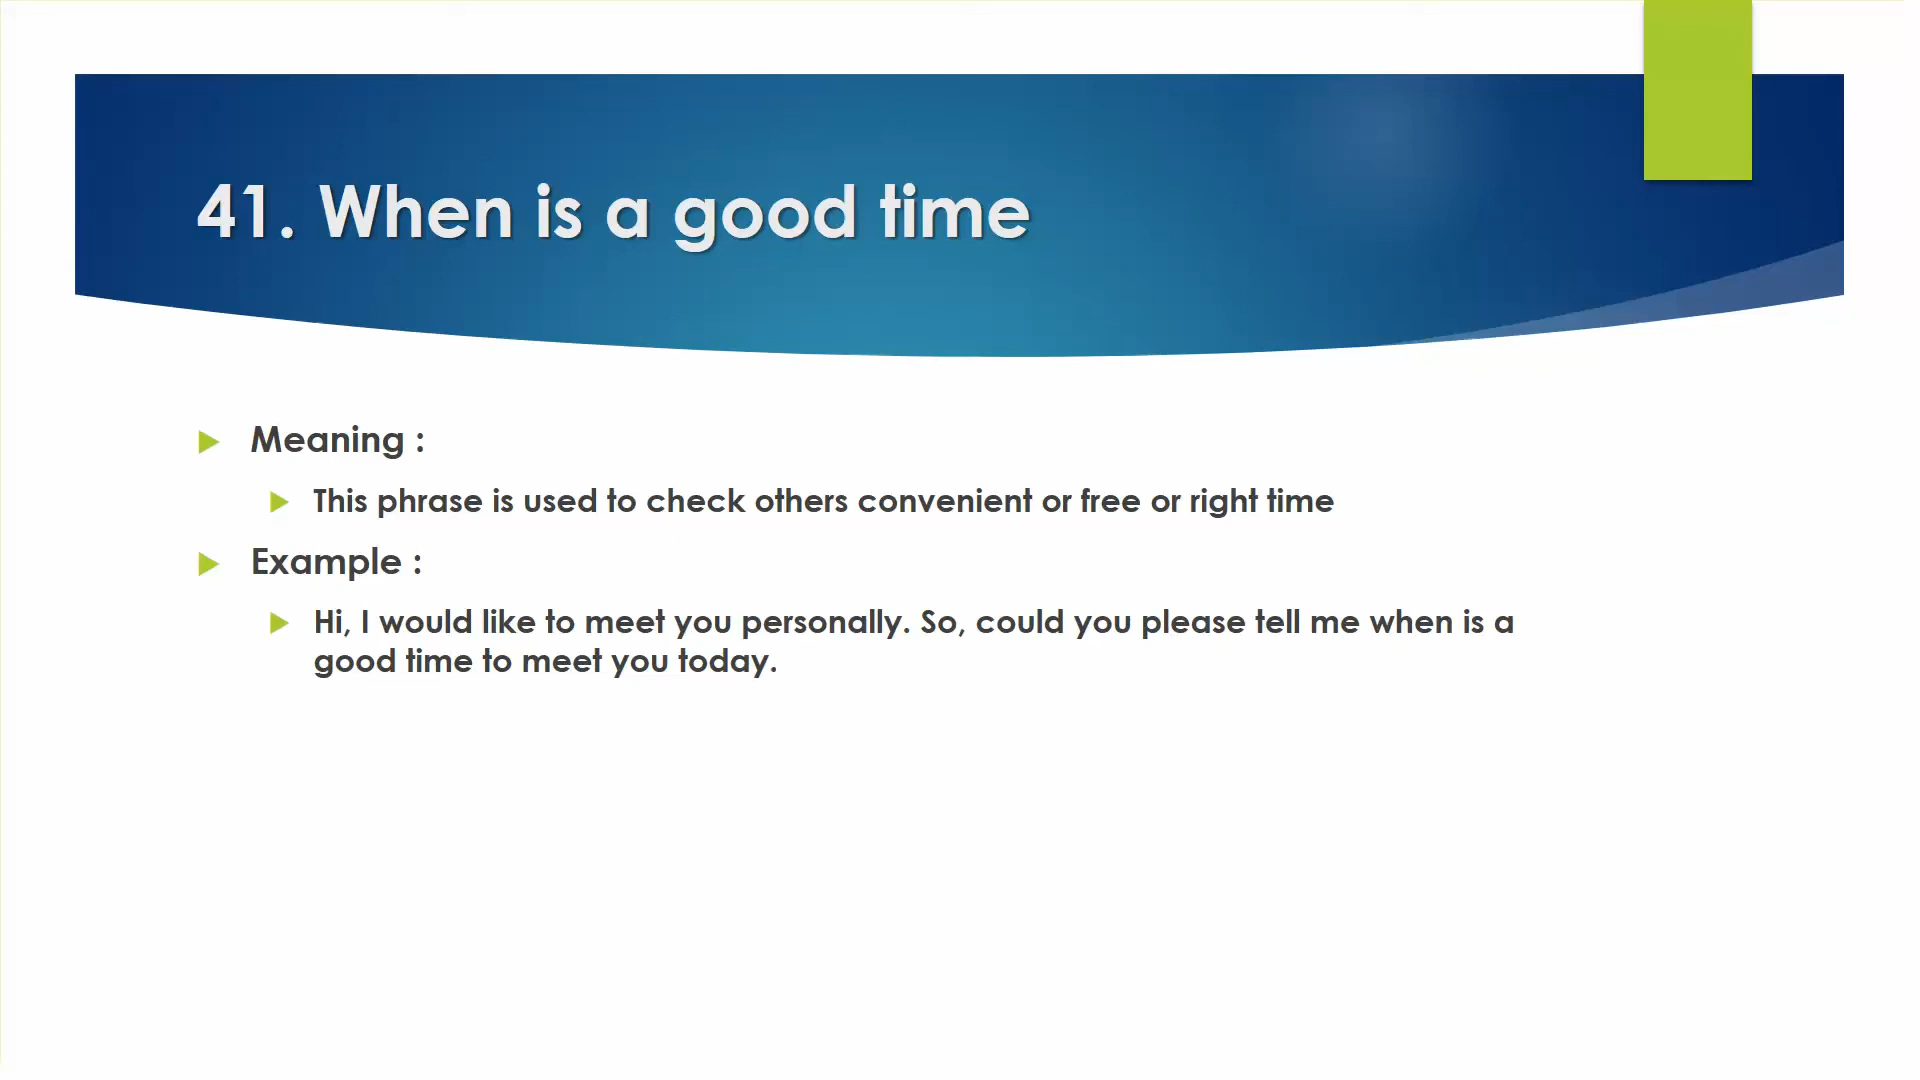 41. When is a good time
Meaning :
This phrase is used to check others convenient or free or right time
Example :
Hi, I would like to meet you personally. So, could you please tell me when is a
good time to meet you today.